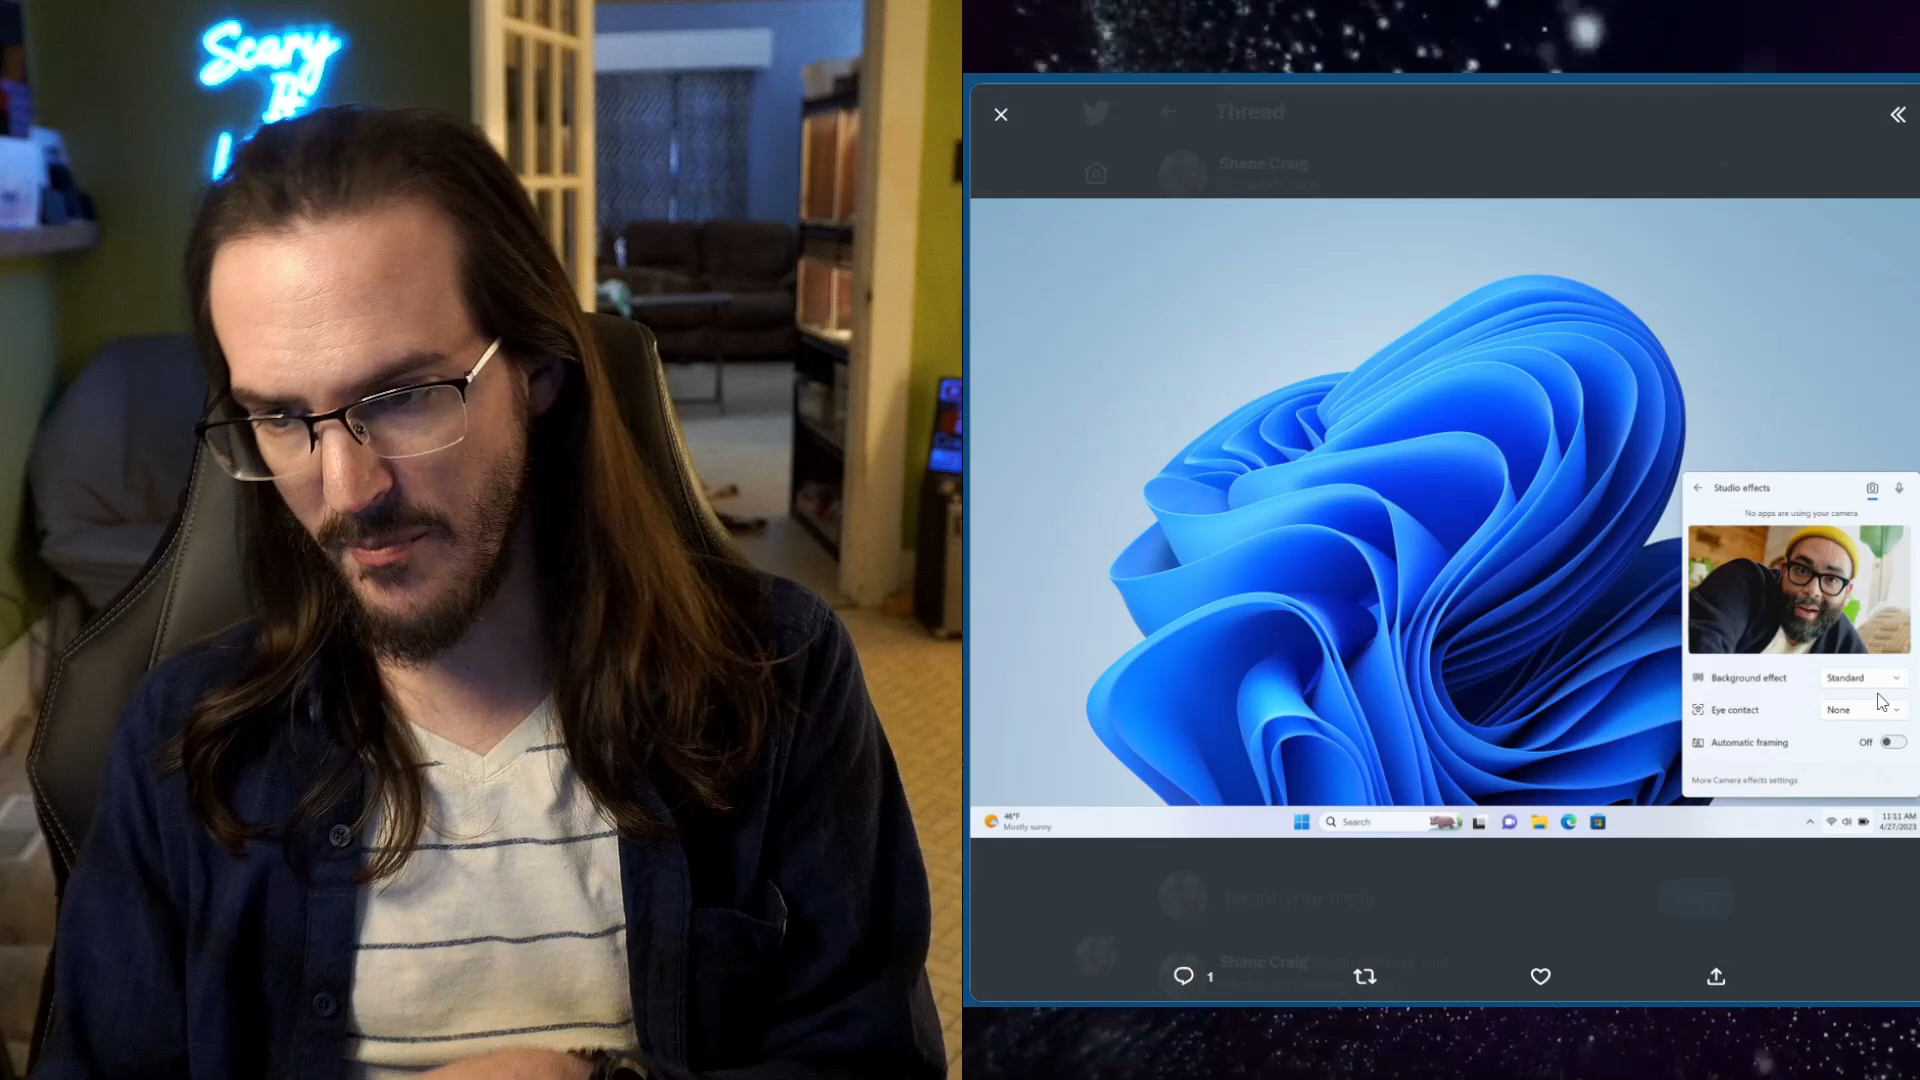 Scary
It
Thread
Shane Craig
Studio effects
No apps are using your camera
Background effect
Standard
Eye contact
None
Automatic framing
Off
More Camera effects settings
46°F
Mostly sunny
Search
11:11 AM
4/27/2023
Tweet your reply
Shane Craig
1